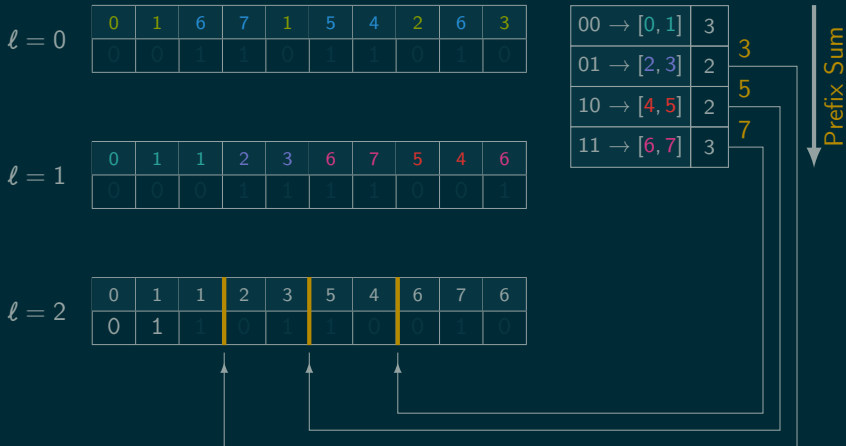 ℓ = 0
0 1 6 7 1 5 4 2 6 3
0 0 1 1 0 1 1 0 1 0
ℓ = 1
0 1 1 2 3 6 7 5 4 6
0 0 0 1 1 1 1 0 0 1
ℓ = 2
0 1 1 2 3 5 4 6 7 6
0 1 1 0 1 1 0 0 1 0
00 → [0, 1] 3
01 → [2, 3] 2
10 → [4, 5] 2
11 → [6, 7] 3
3
5
7
Prefix Sum